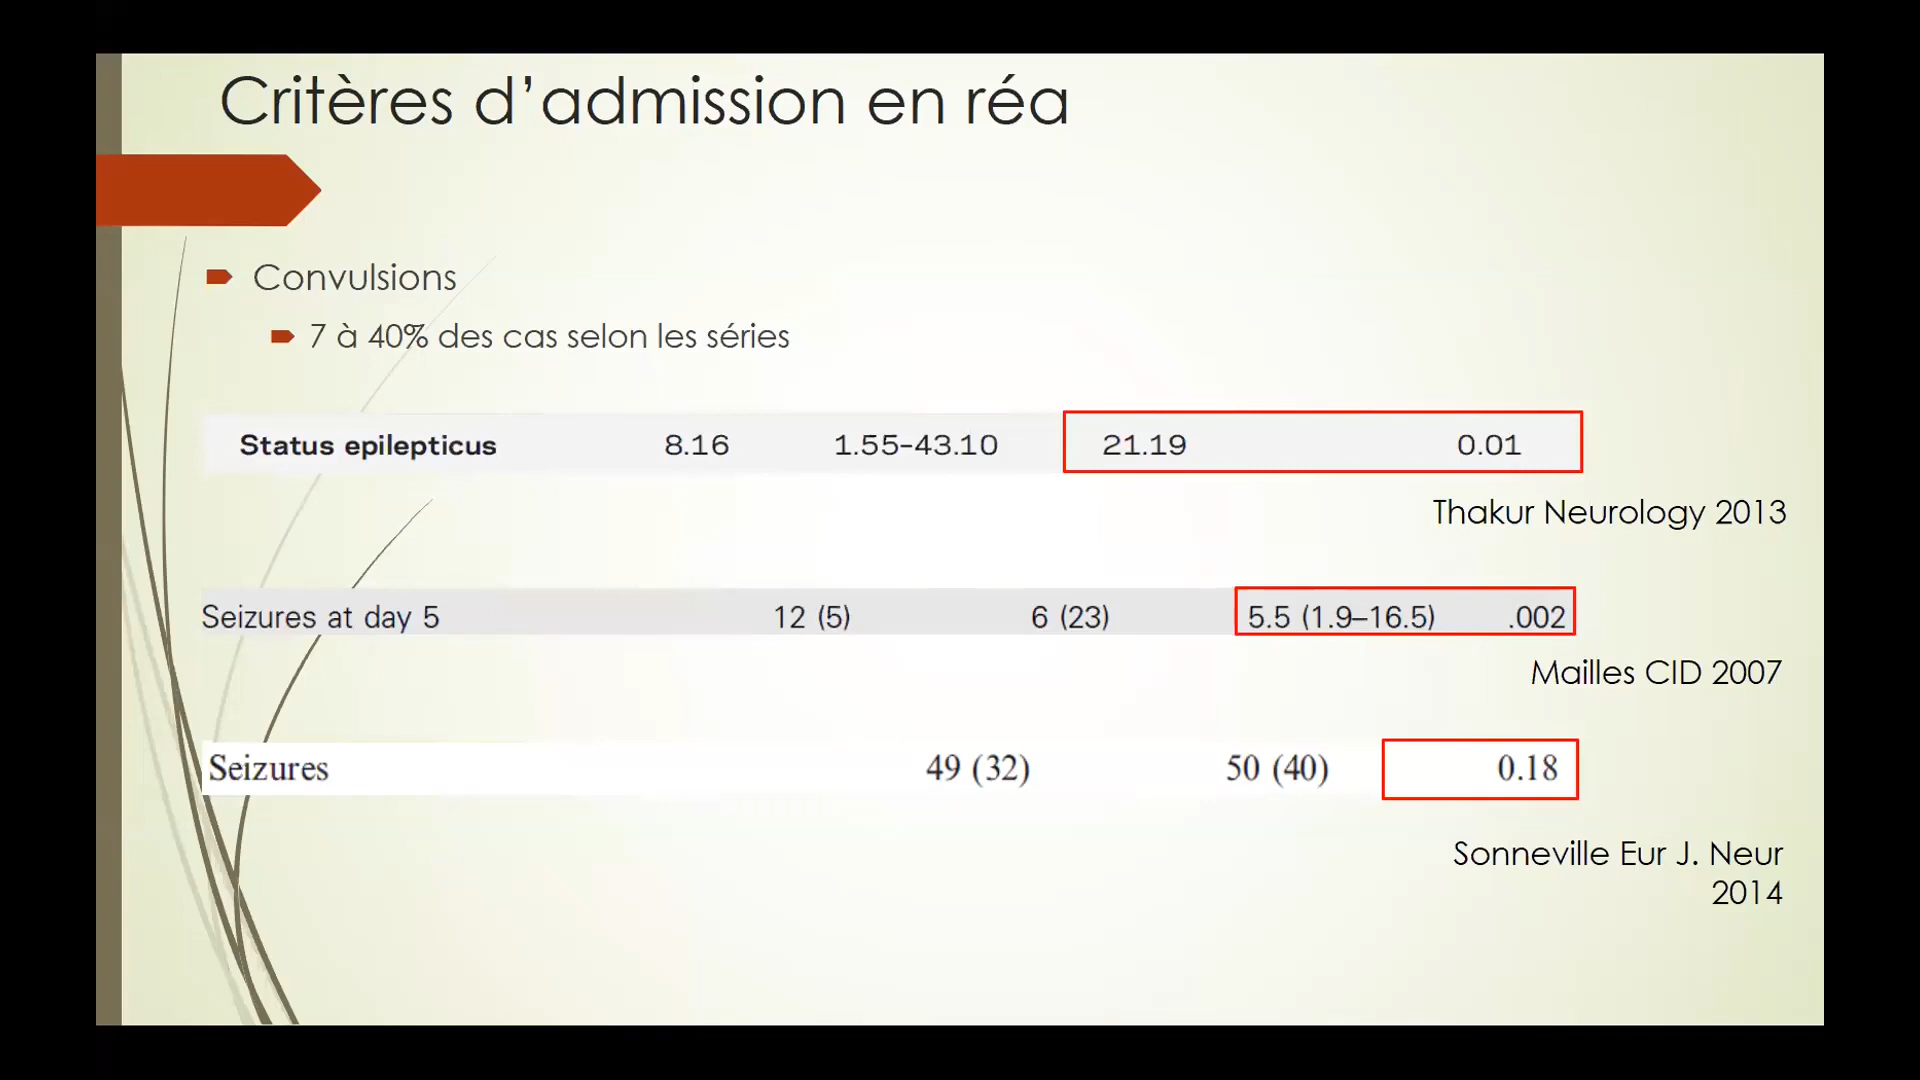 Critères d’admission en réa
Convulsions
7 à 40% des cas selon les séries
Status epilepticus 8.16 1.55–43.10 21.19 0.01
Thakur Neurology 2013
Seizures at day 5 12 (5) 6 (23) 5.5 (1.9–16.5) .002
Mailles CID 2007
Seizures 49 (32) 50 (40) 0.18
Sonneville Eur J. Neur
2014